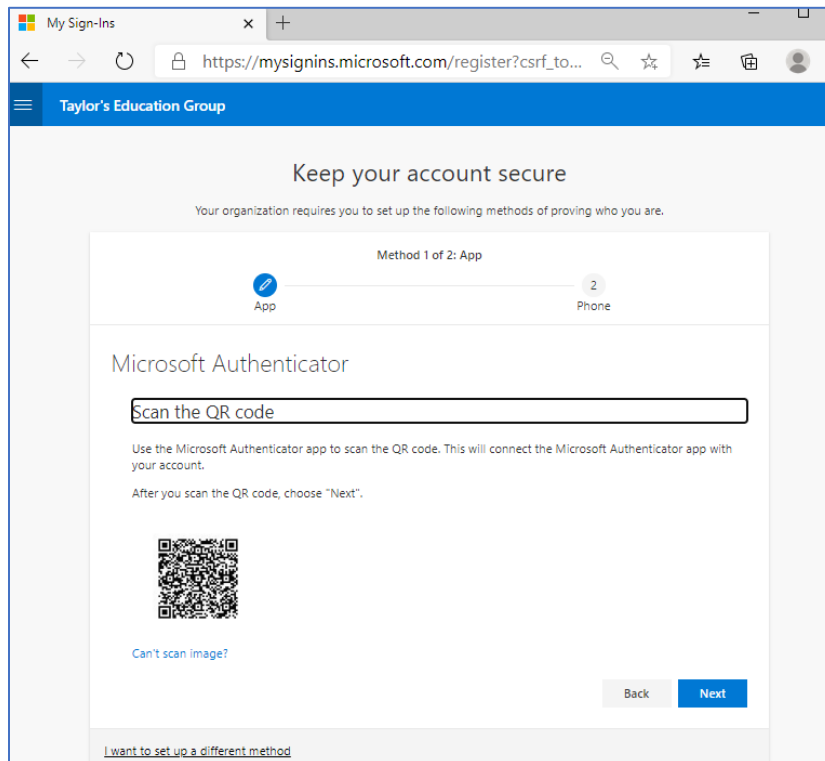 My Sign-Ins
https://mysignins.microsoft.com/register?csrf_to...
Taylor's Education Group
Keep your account secure
Your organization requires you to set up the following methods of proving who you are.
Method 1 of 2: App
2
App
Phone
Microsoft Authenticator
Scan the QR code
Use the Microsoft Authenticator app to scan the QR code. This will connect the Microsoft Authenticator app with
your account.
After you scan the QR code, choose "Next".
Can't scan image?
Back
Next
I want to set up a different method